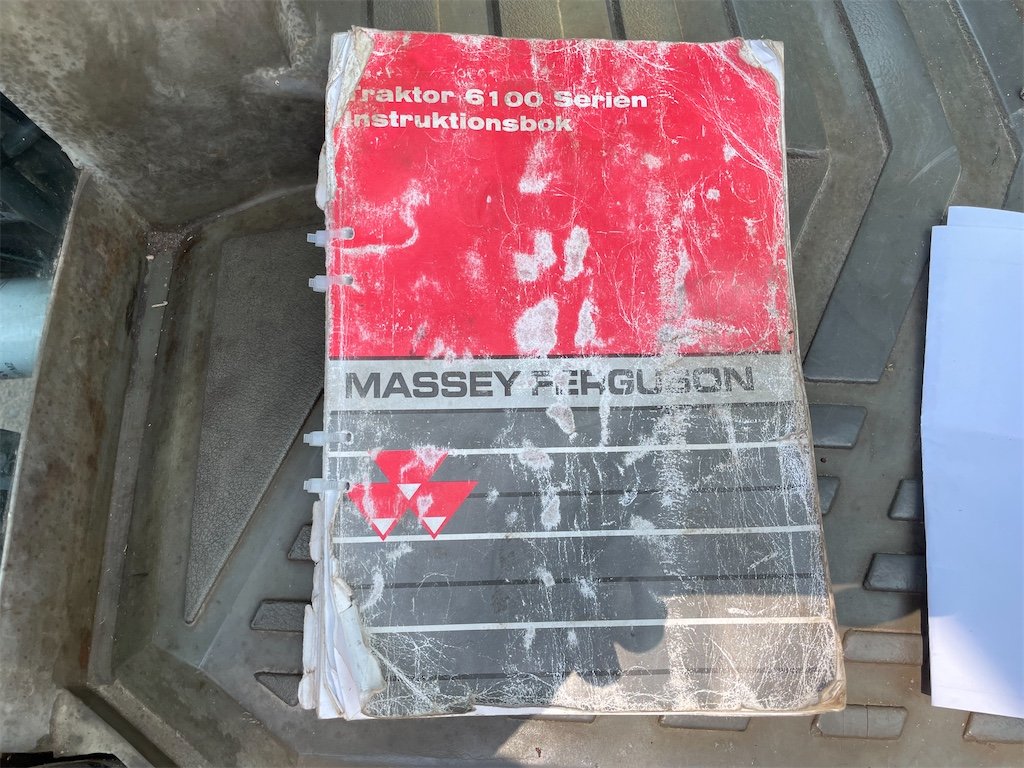 Traktor 6100 Serien
Instruktionsbok
MASSEY FERGUSON